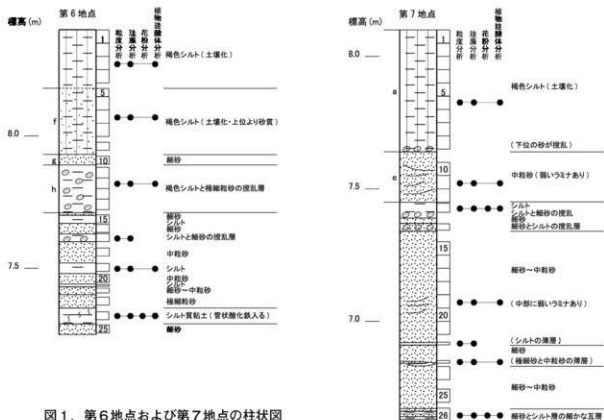 第6地点
標高(m)
粒度分析
珪藻分析
花粉分析
植物珪酸体分析
1
褐色シルト(土壌化)
5
f
褐色シルト(土壌化・上位より砂質)
8.0
g
10
細砂
h
褐色シルトと極細粒砂の撹乱層
15
細砂
シルト
細砂
シルトと細砂の撹乱層
中粒砂
7.5
シルト
20
中粒砂
シルト
細砂~中粒砂
極細粒砂
シルト質粘土(管状酸化鉄入る)
25
細砂
第7地点
標高(m)
粒度分析
珪藻分析
花粉分析
植物珪酸体分析
1
8.0
褐色シルト(土壌化)
a
5
(下位の砂が撹乱)
10
e
中粒砂(弱いラミナあり)
7.5
シルト
シルトと細砂の撹乱
細砂
細砂とシルトの撹乱層
15
細砂~中粒砂
(中部に弱いラミナあり)
7.0
20
(シルトの薄層)
細砂
(極細砂と中粒砂の薄層)
25
細砂~中粒砂
26
細砂とシルト層の細かな互層
図1.第6地点および第7地点の柱状図